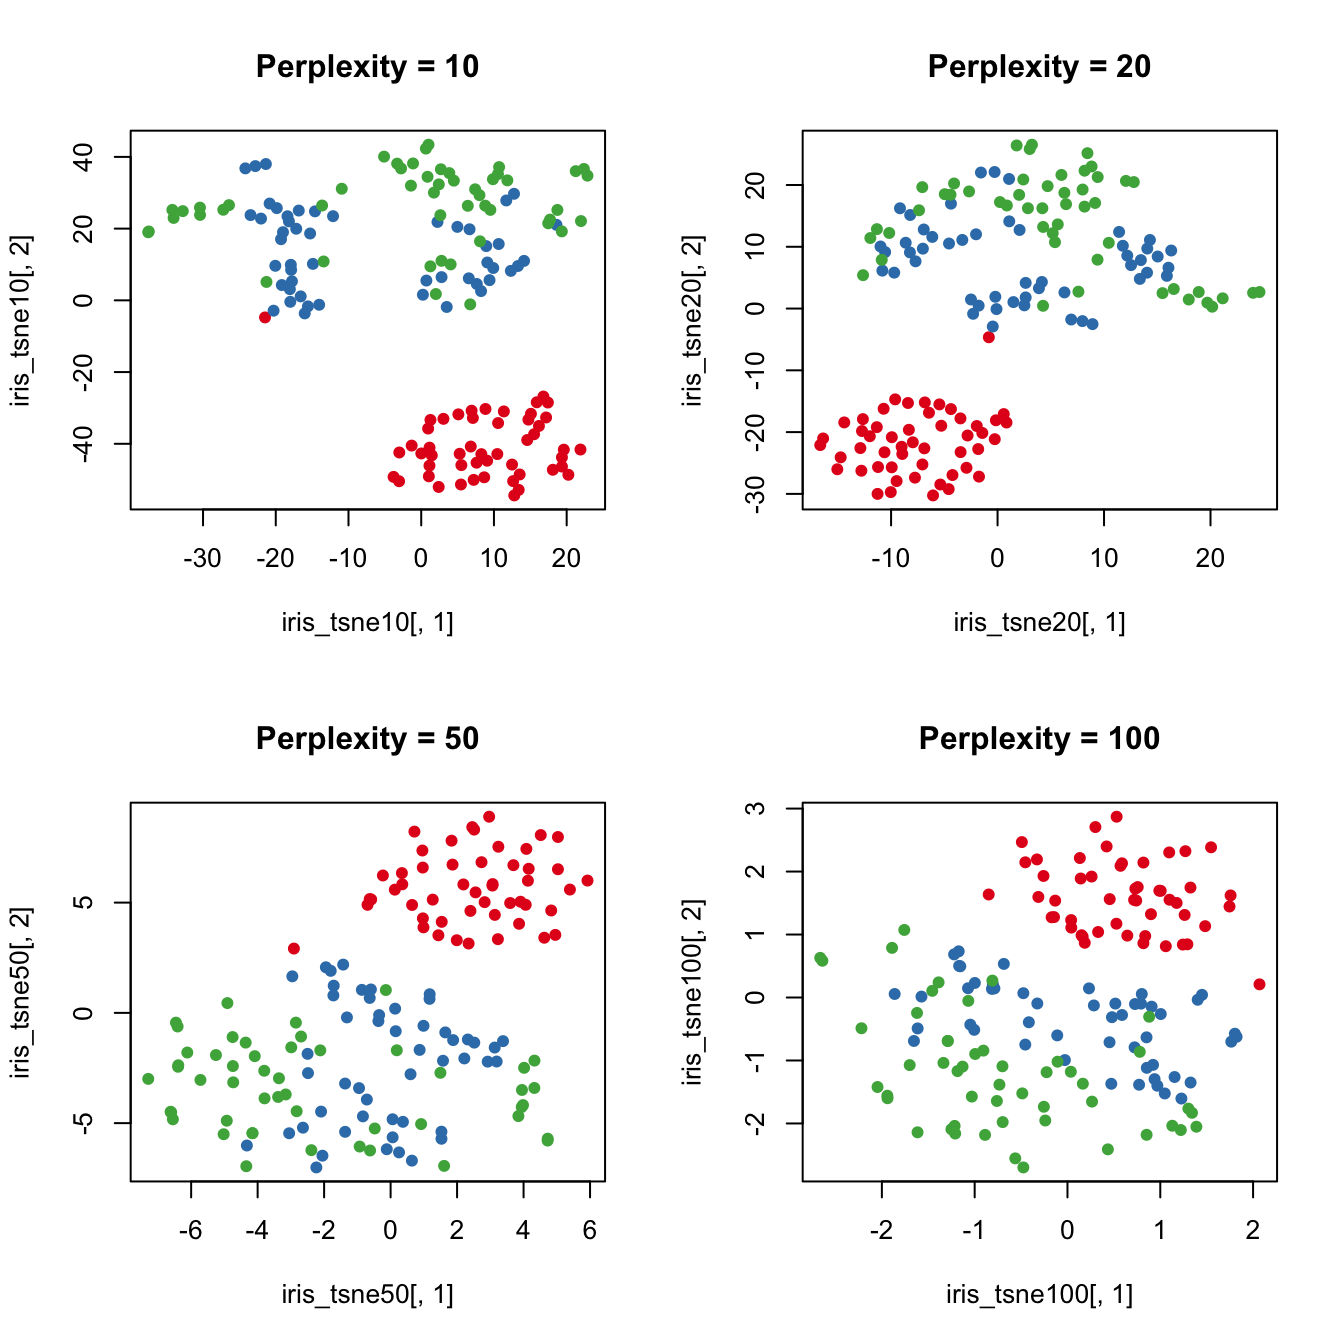 Perplexity = 10
40
20
0
-20
-40
iris_tsne10[, 2]
-30 -20 -10 0 10 20
iris_tsne10[, 1]
Perplexity = 20
20
10
0
-10
-20
-30
iris_tsne20[, 2]
-10 0 10 20
iris_tsne20[, 1]
Perplexity = 50
5
0
-5
iris_tsne50[, 2]
-6 -4 -2 0 2 4 6
iris_tsne50[, 1]
Perplexity = 100
3
2
1
0
-1
-2
iris_tsne100[, 2]
-2 -1 0 1 2
iris_tsne100[, 1]